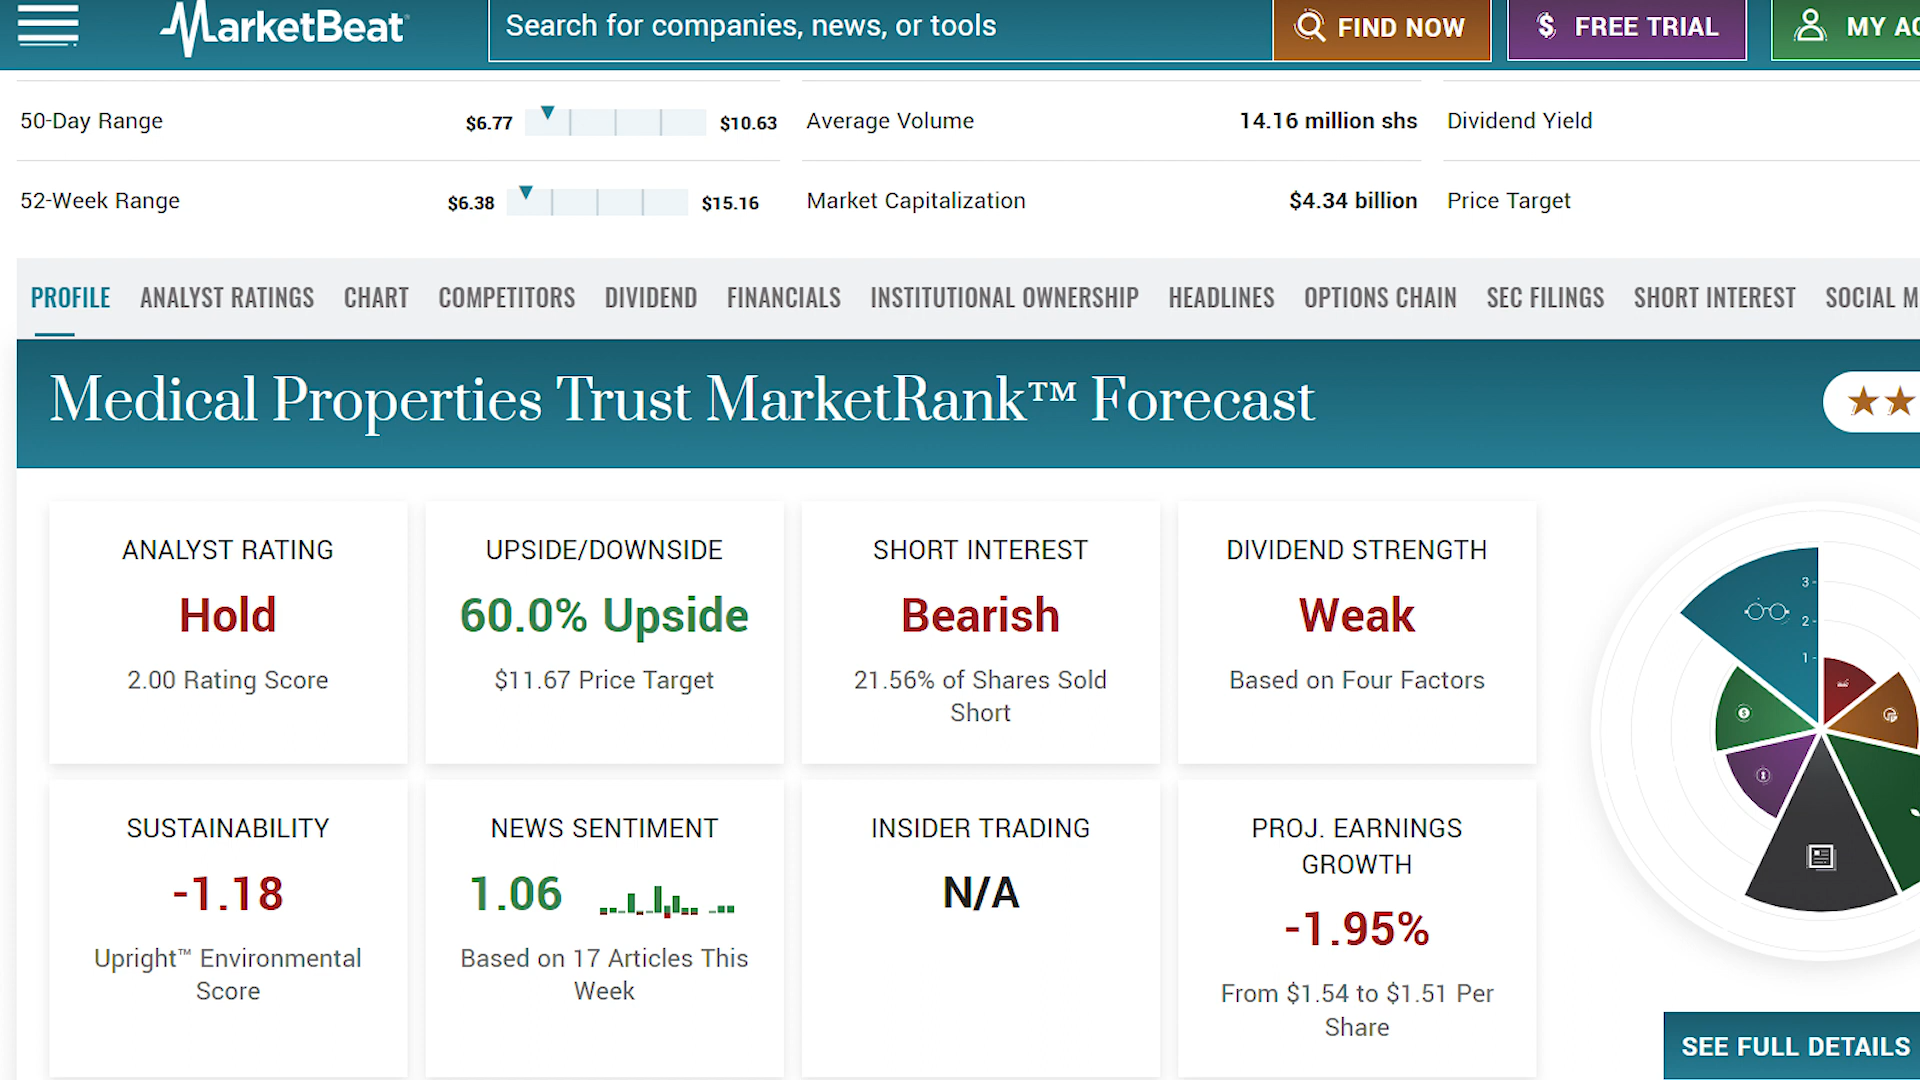 MarketBeat
Search for companies, news, or tools
FIND NOW
FREE TRIAL
MY AC
50-Day Range $6.77 $10.63 Average Volume 14.16 million shs Dividend Yield
52-Week Range $6.38 $15.16 Market Capitalization $4.34 billion Price Target
PROFILE ANALYST RATINGS CHART COMPETITORS DIVIDEND FINANCIALS INSTITUTIONAL OWNERSHIP HEADLINES OPTIONS CHAIN SEC FILINGS SHORT INTEREST SOCIAL M
Medical Properties Trust MarketRank™ Forecast
ANALYST RATING
Hold
2.00 Rating Score
UPSIDE/DOWNSIDE
60.0% Upside
$11.67 Price Target
SHORT INTEREST
Bearish
21.56% of Shares Sold
Short
DIVIDEND STRENGTH
Weak
Based on Four Factors
SUSTAINABILITY
-1.18
Upright™ Environmental
Score
NEWS SENTIMENT
1.06
Based on 17 Articles This
Week
INSIDER TRADING
N/A
PROJ. EARNINGS
GROWTH
-1.95%
From $1.54 to $1.51 Per
Share
3
2
1
SEE FULL DETAILS